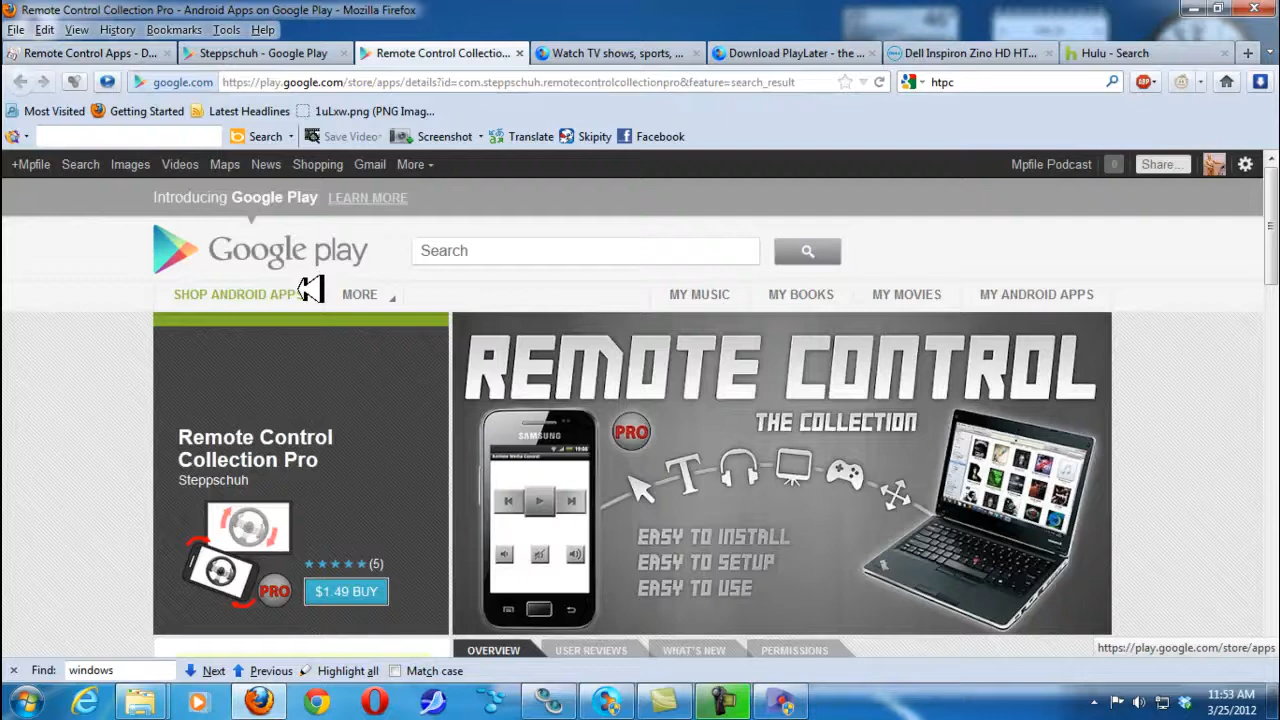 Remote Control Collection Pro - Android Apps on Google Play - Mozilla Firefox
File Edit View History Bookmarks Tools Help
Remote Control Apps - D... Steppschuh - Google Play Remote Control Collectio... Watch TV shows, sports, ... Download PlayLater - the ... Dell Inspiron Zino HD HT... Hulu - Search
google.com https://play.google.com/store/apps/details?id=com.steppschuh.remotecontrolcollectionpro&feature=search_result htpc
Most Visited Getting Started Latest Headlines 1uLxw.png (PNG Imag...
Search Save Video Screenshot Translate Skipity Facebook
+Mpfile Search Images Videos Maps News Shopping Gmail More Mpfile Podcast 0 Share...
Introducing Google Play LEARN MORE
Google play Search
SHOP ANDROID APPS MORE MY MUSIC MY BOOKS MY MOVIES MY ANDROID APPS
REMOTE CONTROL
THE COLLECTION
SAMSUNG
Remote Media Control
PRO
Remote Control
Collection Pro
Steppschuh
EASY TO INSTALL
EASY TO SETUP
EASY TO USE
(5)
PRO $1.49 BUY
OVERVIEW USER REVIEWS WHAT'S NEW PERMISSIONS
https://play.google.com/store/apps
Find: windows Next Previous Highlight all Match case
11:53 AM
3/25/2012